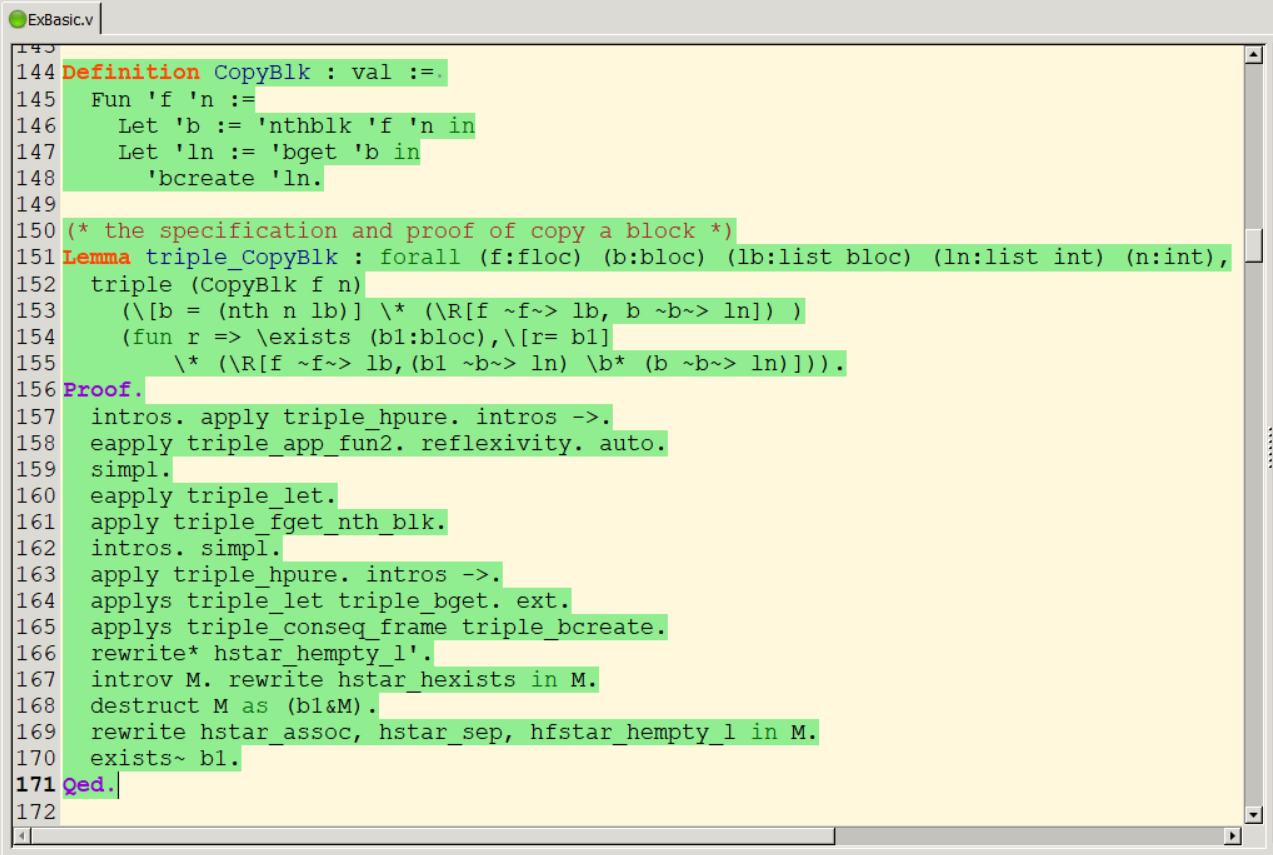 ExBasic.v
143
144 Definition CopyBlk : val :=.
145   Fun 'f 'n :=
146     Let 'b := 'nthblk 'f 'n in
147     Let 'ln := 'bget 'b in
148       'bcreate 'ln.
149
150 (* the specification and proof of copy a block *)
151 Lemma triple_CopyBlk : forall (f:floc) (b:bloc) (lb:list bloc) (ln:list int) (n:int),
152   triple (CopyBlk f n)
153     (\[b = (nth n lb)] \* (\R[f ~f~> lb, b ~b~> ln]) )
154     (fun r => \exists (b1:bloc),\[r= b1]
155         \* (\R[f ~f~> lb,(b1 ~b~> ln) \b* (b ~b~> ln)])).
156 Proof.
157   intros. apply triple_hpure. intros ->.
158   eapply triple_app_fun2. reflexivity. auto.
159   simpl.
160   eapply triple_let.
161   apply triple_fget_nth_blk.
162   intros. simpl.
163   apply triple_hpure. intros ->.
164   applys triple_let triple_bget. ext.
165   applys triple_conseq_frame triple_bcreate.
166   rewrite* hstar_hempty_l'.
167   introv M. rewrite hstar_hexists in M.
168   destruct M as (b1&M).
169   rewrite hstar_assoc, hstar_sep, hfstar_hempty_l in M.
170   exists~ b1.
171 Qed.
172